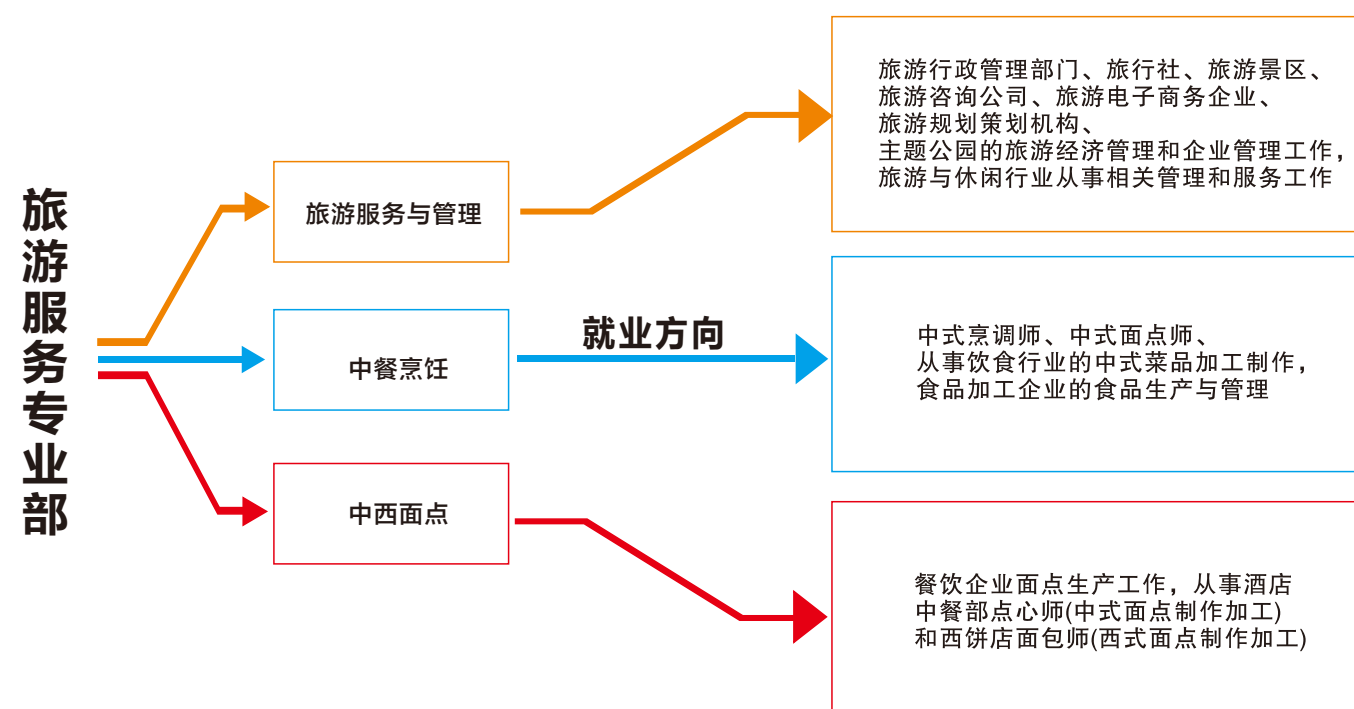 旅游服务专业部
旅游服务与管理
中餐烹饪
中西面点
就业方向
旅游行政管理部门、旅行社、旅游景区、
旅游咨询公司、旅游电子商务企业、
旅游规划策划机构、
主题公园的旅游经济管理和企业管理工作，
旅游与休闲行业从事相关管理和服务工作
中式烹调师、中式面点师、
从事饮食行业的中式菜品加工制作，
食品加工企业的食品生产与管理
餐饮企业面点生产工作，从事酒店
中餐部点心师(中式面点制作加工)
和西饼店面包师(西式面点制作加工)